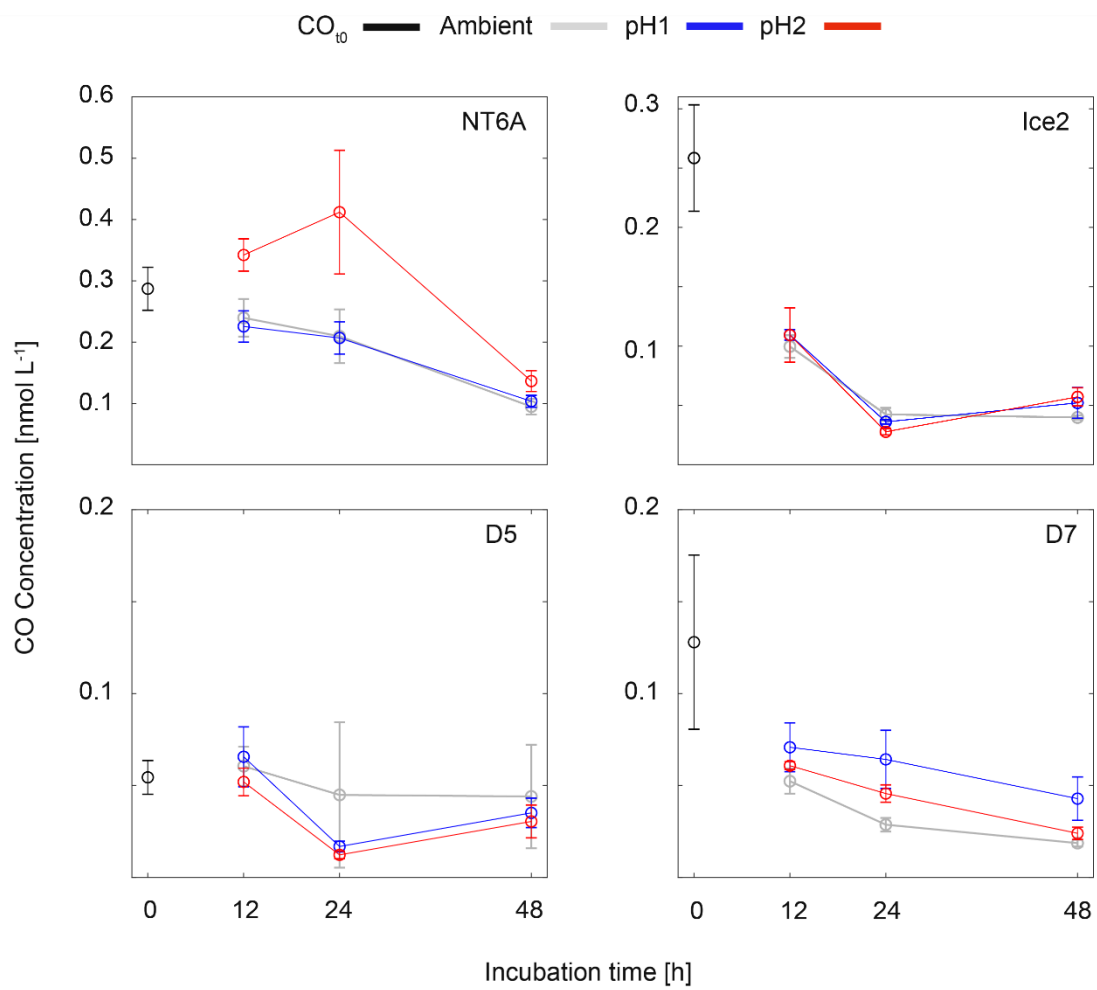 CO_t0 Ambient pH1 pH2
NT6A
0.6
0.5
0.4
0.3
0.2
0.1
Ice2
0.3
0.2
0.1
D5
0.2
0.1
0 12 24 48
D7
0.2
0.1
0 12 24 48
CO Concentration [nmol L⁻¹]
Incubation time [h]